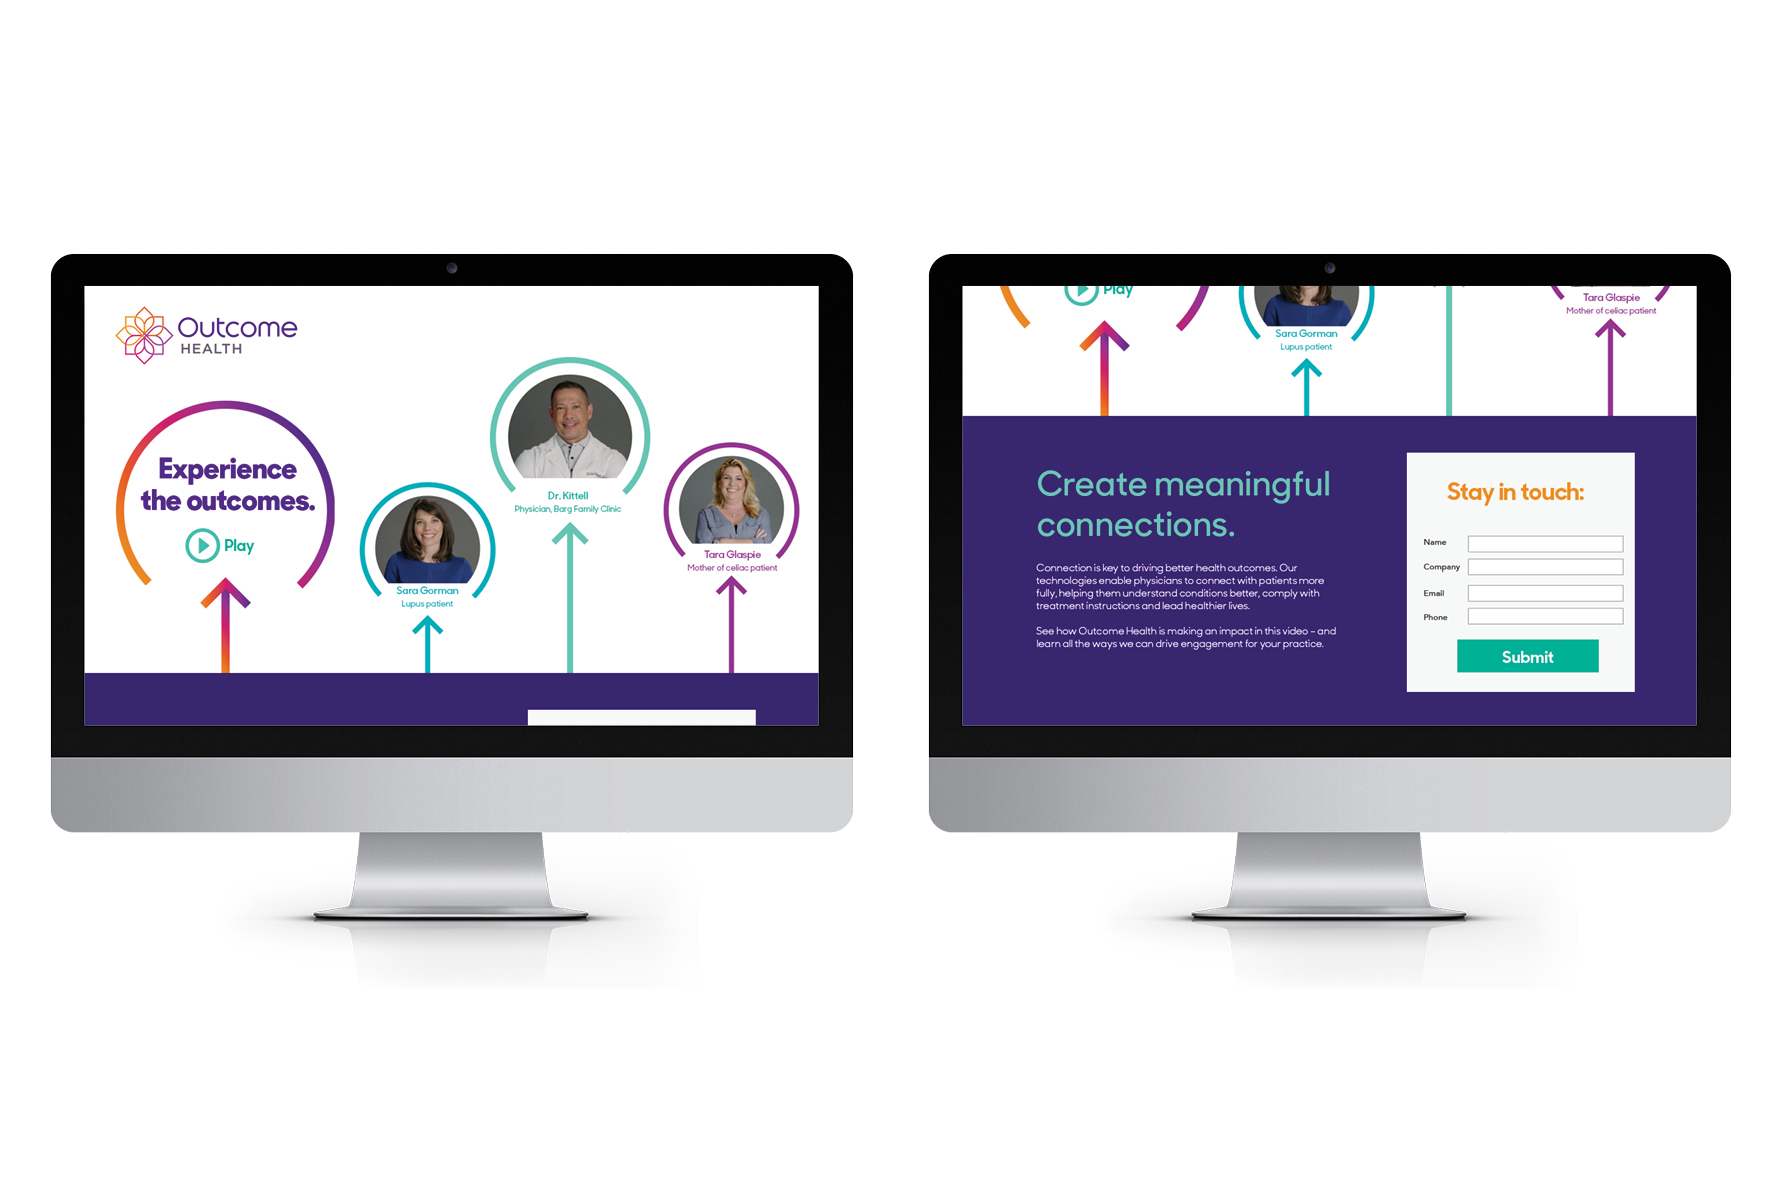 Outcome
HEALTH
Experience
the outcomes.
Play
Dr. Kittell
Physician, Barg Family Clinic
Tara Glaspie
Mother of celiac patient
Sara Gorman
Lupus patient
Play
Tara Glaspie
Mother of celiac patient
Sara Gorman
Lupus patient
Create meaningful
connections.
Connection is key to driving better health outcomes. Our
technologies enable physicians to connect with patients more
fully, helping them understand conditions better, comply with
treatment instructions and lead healthier lives.
See how Outcome Health is making an impact in this video – and
learn all the ways we can drive engagement for your practice.
Stay in touch:
Name
Company
Email
Phone
Submit